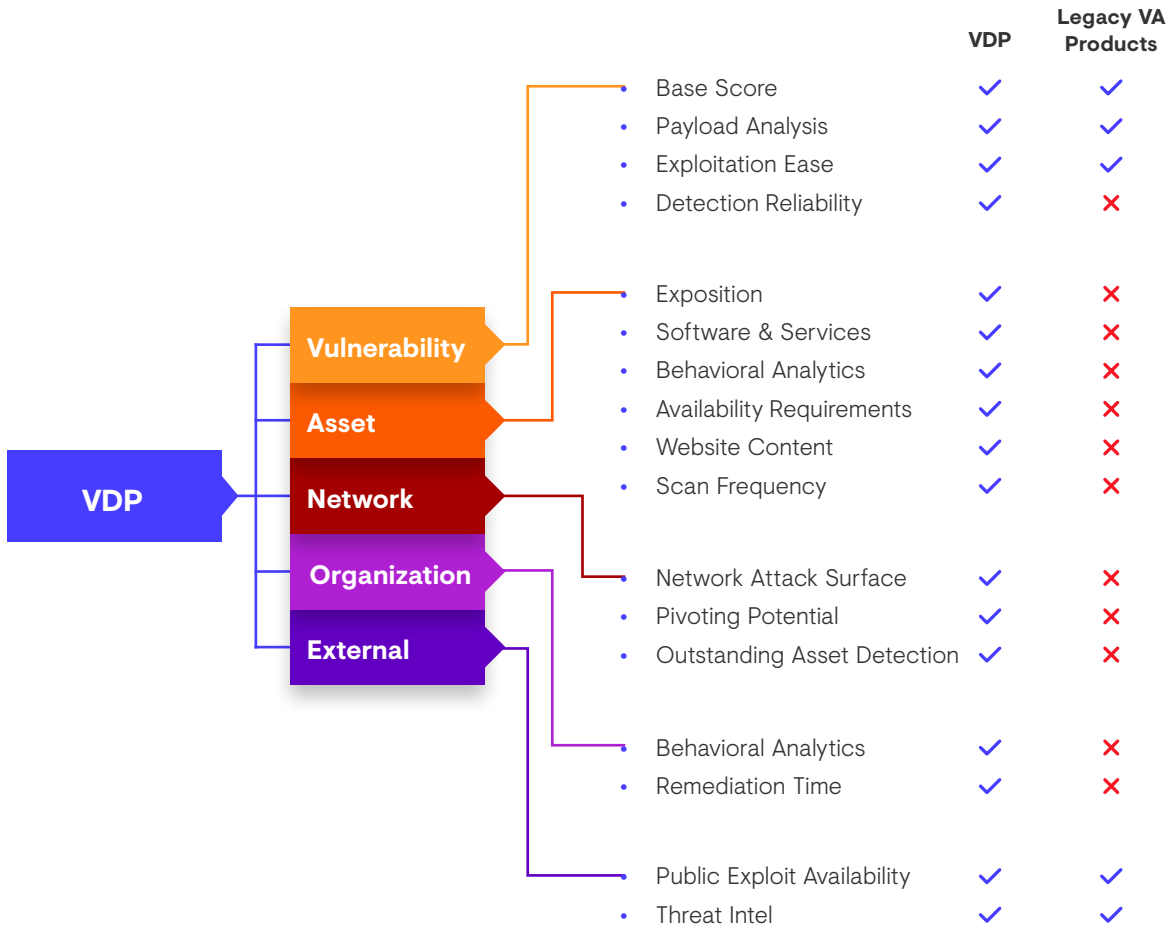 VDP
Legacy VA
Products
Base Score
Payload Analysis
Exploitation Ease
Detection Reliability
Exposition
Software & Services
Behavioral Analytics
Availability Requirements
Website Content
Scan Frequency
Network Attack Surface
Pivoting Potential
Outstanding Asset Detection
Behavioral Analytics
Remediation Time
Public Exploit Availability
Threat Intel
Vulnerability
Asset
Network
Organization
External
VDP